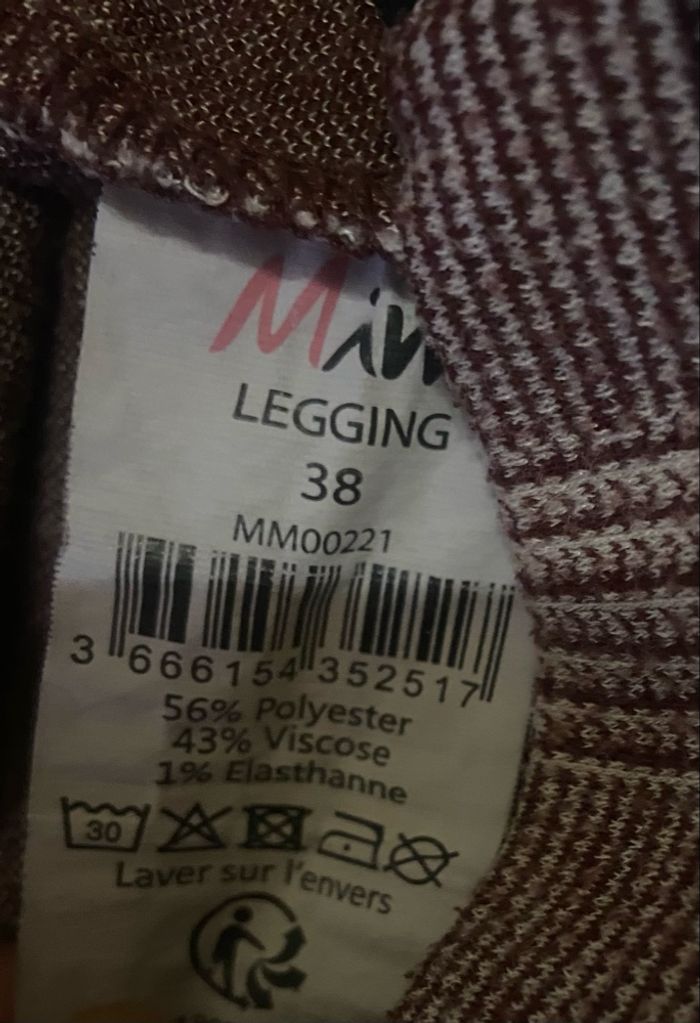 LEGGING
38
MM00221
3 666154 352517
56% Polyester
43% Viscose
1% Elasthanne
30
Laver sur l'envers